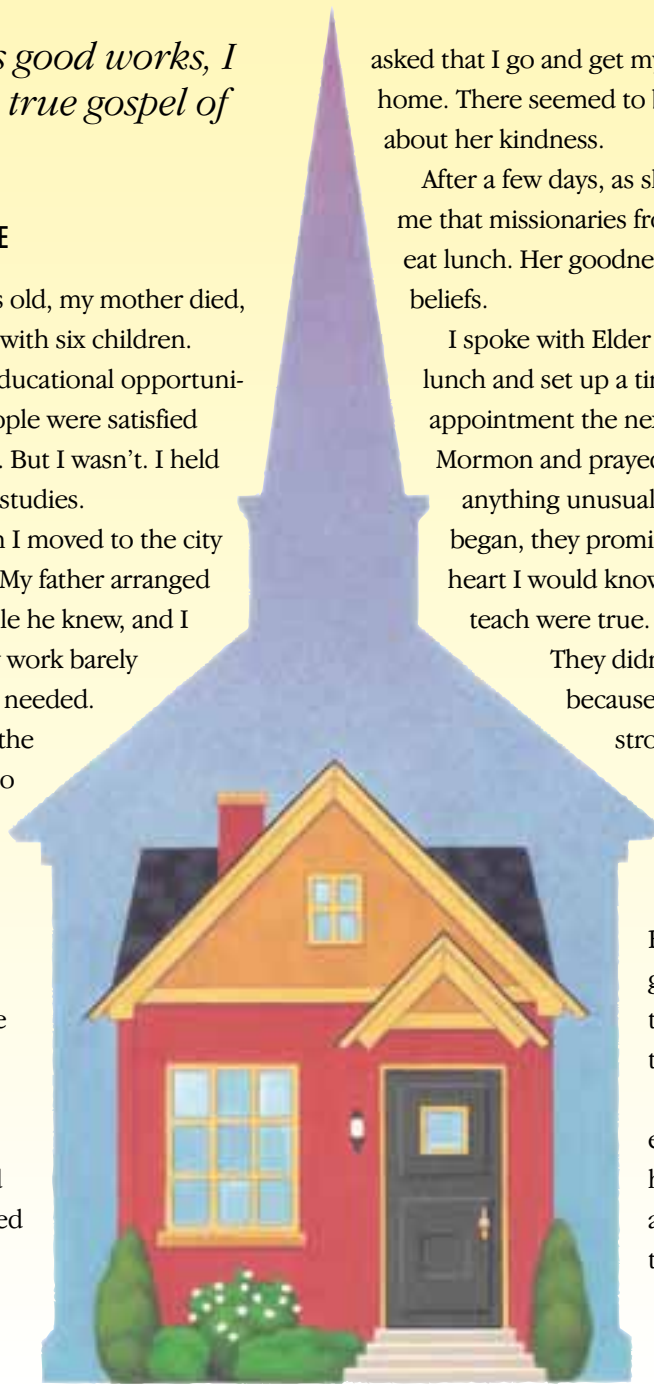 s good works, I
true gospel of
E
s old, my mother died,
with six children.
educational opportuni-
ople were satisfied
. But I wasn't. I held
studies.
n I moved to the city
My father arranged
le he knew, and I
work barely
needed.
the
o
e
d
ed
asked that I go and get my
home. There seemed to b
about her kindness.
After a few days, as sh
me that missionaries fro
eat lunch. Her goodne
beliefs.
I spoke with Elder
lunch and set up a tin
appointment the nex
Mormon and prayed
anything unusual
began, they promi
heart I would know
teach were true.
They didn
because
stro
g
t
t
e
h
a
t